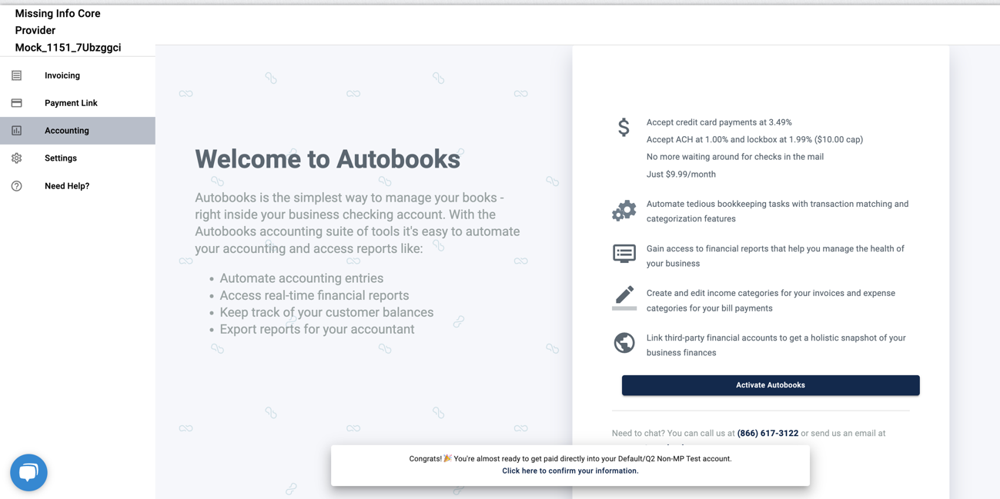 Missing Info Core
Provider
Mock_1151_7Ubzggci
Invoicing
Payment Link
Accounting
Settings
Need Help?
Welcome to Autobooks
Autobooks is the simplest way to manage your books -
right inside your business checking account. With the
Autobooks accounting suite of tools it's easy to automate
your accounting and access reports like:
• Automate accounting entries
• Access real-time financial reports
• Keep track of your customer balances
• Export reports for your accountant
Accept credit card payments at 3.49%
Accept ACH at 1.00% and lockbox at 1.99% ($10.00 cap)
No more waiting around for checks in the mail
Just $9.99/month
Automate tedious bookkeeping tasks with transaction matching and
categorization features
Gain access to financial reports that help you manage the health of
your business
Create and edit income categories for your invoices and expense
categories for your bill payments
Link third-party financial accounts to get a holistic snapshot of your
business finances
Activate Autobooks
Need to chat? You can call us at (866) 617-3122 or send us an email at
Congrats!🎉 You're almost ready to get paid directly into your Default/Q2 Non-MP Test account.
Click here to confirm your information.